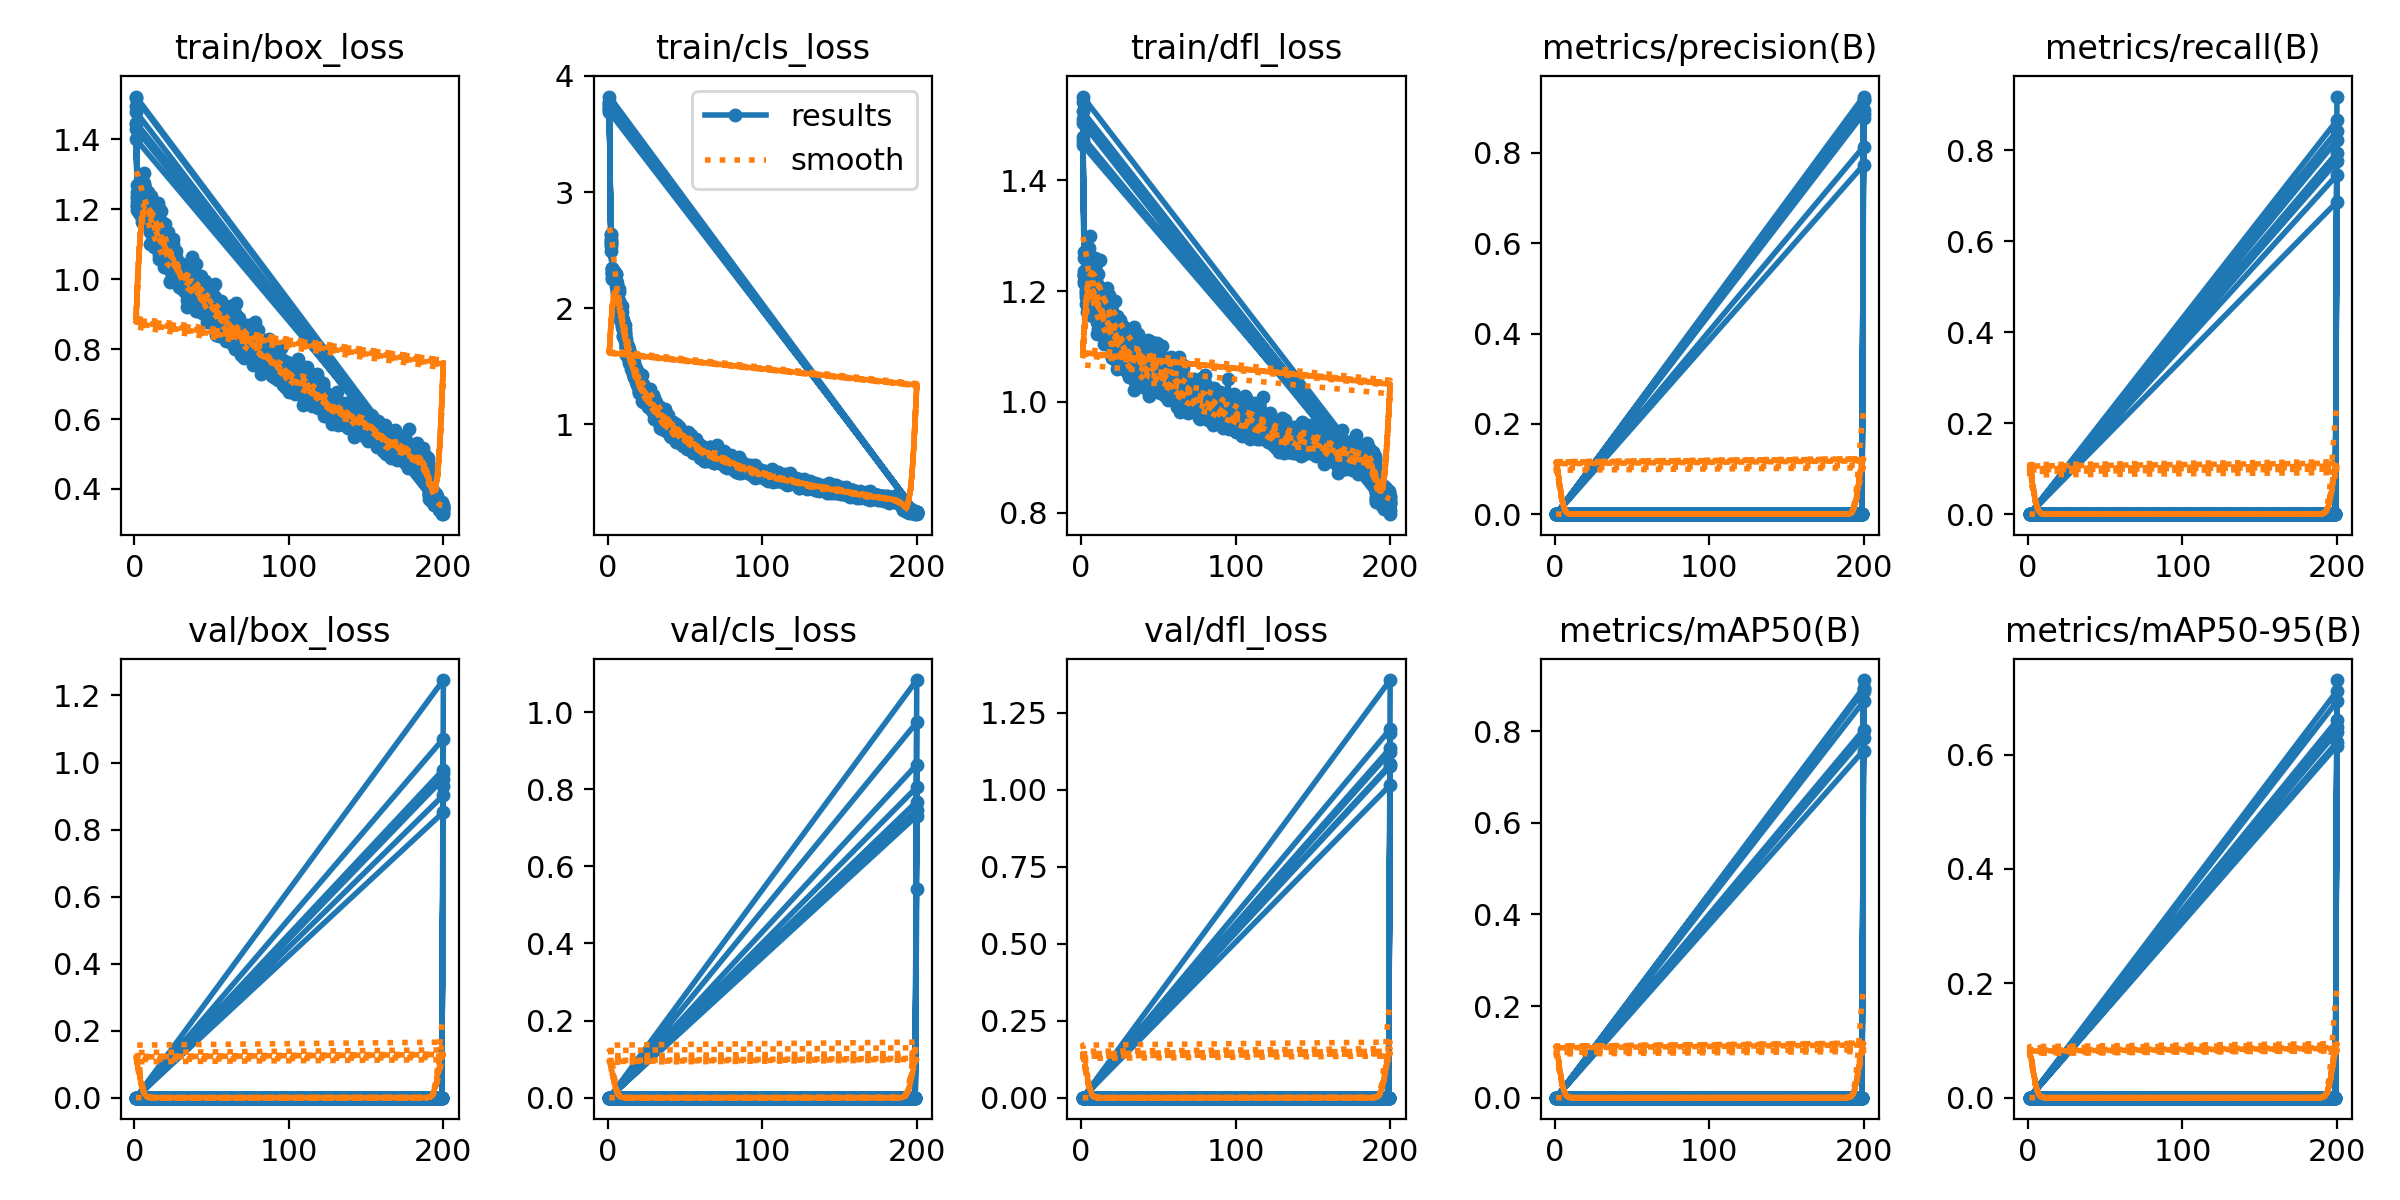 train/box_loss
1.4
1.2
1.0
0.8
0.6
0.4
0 100 200
train/cls_loss
results
smooth
4
3
2
1
0 100 200
train/dfl_loss
1.4
1.2
1.0
0.8
0 100 200
metrics/precision(B)
0.8
0.6
0.4
0.2
0.0
0 100 200
metrics/recall(B)
0.8
0.6
0.4
0.2
0.0
0 100 200
val/box_loss
1.2
1.0
0.8
0.6
0.4
0.2
0.0
0 100 200
val/cls_loss
1.0
0.8
0.6
0.4
0.2
0.0
0 100 200
val/dfl_loss
1.25
1.00
0.75
0.50
0.25
0.00
0 100 200
metrics/mAP50(B)
0.8
0.6
0.4
0.2
0.0
0 100 200
metrics/mAP50-95(B)
0.6
0.4
0.2
0.0
0 100 200